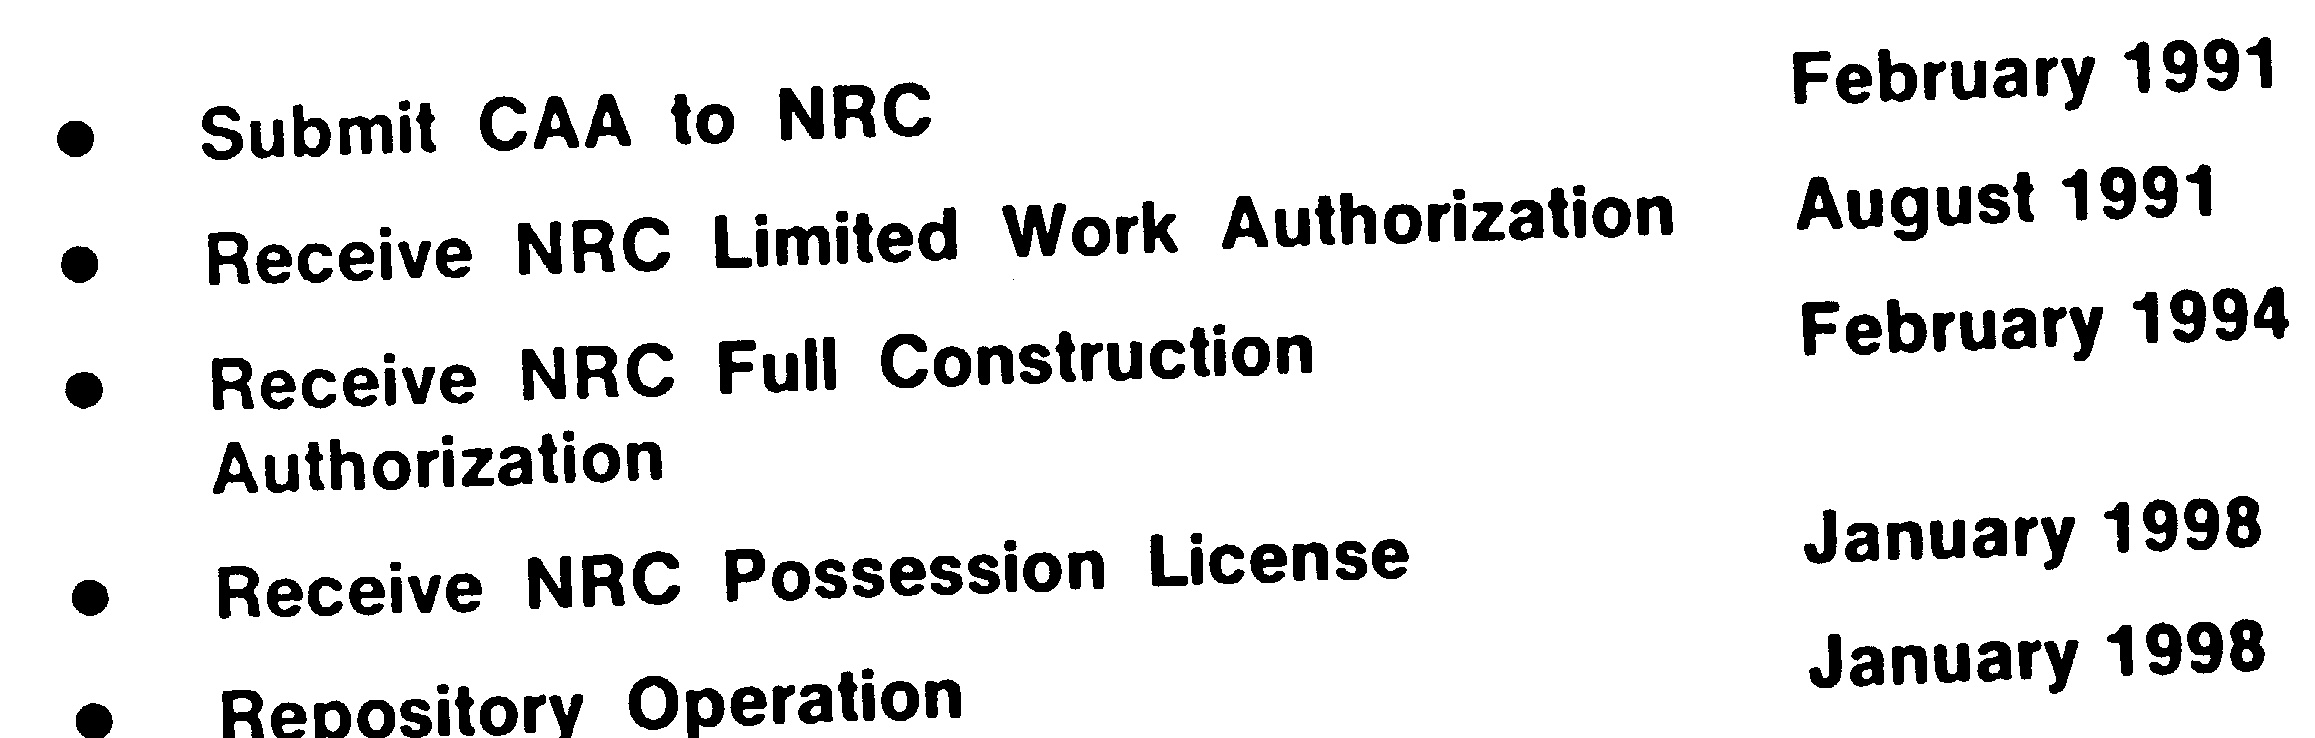 • Submit CAA to NRC February 1991
• Receive NRC Limited Work Authorization August 1991
• Receive NRC Full Construction February 1994
Authorization
• Receive NRC Possession License January 1998
• Repository Operation January 1998